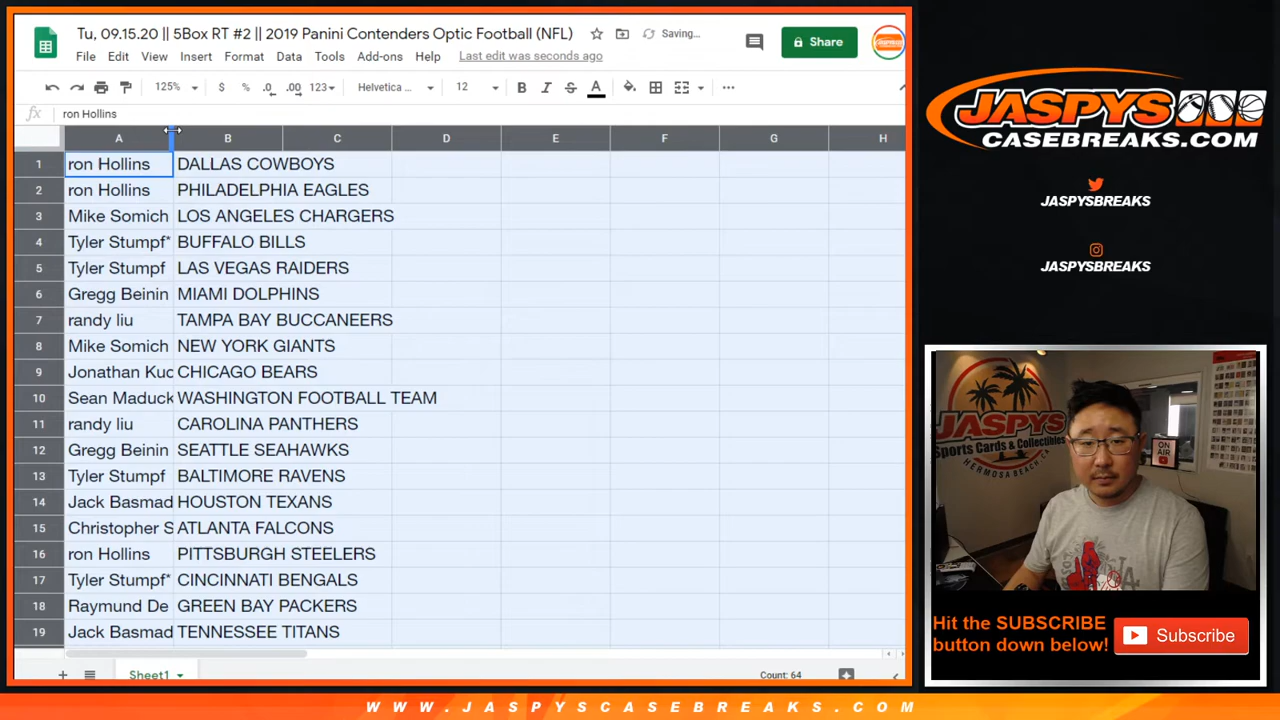 Tu, 09.15.20 || 5Box RT #2 || 2019 Panini Contenders Optic Football (NFL)
Saving...
Share
File Edit View Insert Format Data Tools Add-ons Help Last edit was seconds ago
125% $ % .0 .00 123 Helvetica ... 12 B I S A
fx ron Hollins
A B C D E F G H
1 ron Hollins DALLAS COWBOYS
2 ron Hollins PHILADELPHIA EAGLES
3 Mike Somich LOS ANGELES CHARGERS
4 Tyler Stumpf* BUFFALO BILLS
5 Tyler Stumpf LAS VEGAS RAIDERS
6 Gregg Beinin MIAMI DOLPHINS
7 randy liu TAMPA BAY BUCCANEERS
8 Mike Somich NEW YORK GIANTS
9 Jonathan Kuc CHICAGO BEARS
10 Sean Maduck WASHINGTON FOOTBALL TEAM
11 randy liu CAROLINA PANTHERS
12 Gregg Beinin SEATTLE SEAHAWKS
13 Tyler Stumpf BALTIMORE RAVENS
14 Jack Basmad HOUSTON TEXANS
15 Christopher S ATLANTA FALCONS
16 ron Hollins PITTSBURGH STEELERS
17 Tyler Stumpf* CINCINNATI BENGALS
18 Raymund De GREEN BAY PACKERS
19 Jack Basmad TENNESSEE TITANS
Sheet1
Count: 64
JASPYS
CASEBREAKS.COM
JASPYSBREAKS
JASPYSBREAKS
JASPYS
Sports Cards & Collectibles
HERMOSA BEACH, CA
ON AIR
Hit the SUBSCRIBE
button down below!
Subscribe
WWW.JASPYSCASEBREAKS.COM